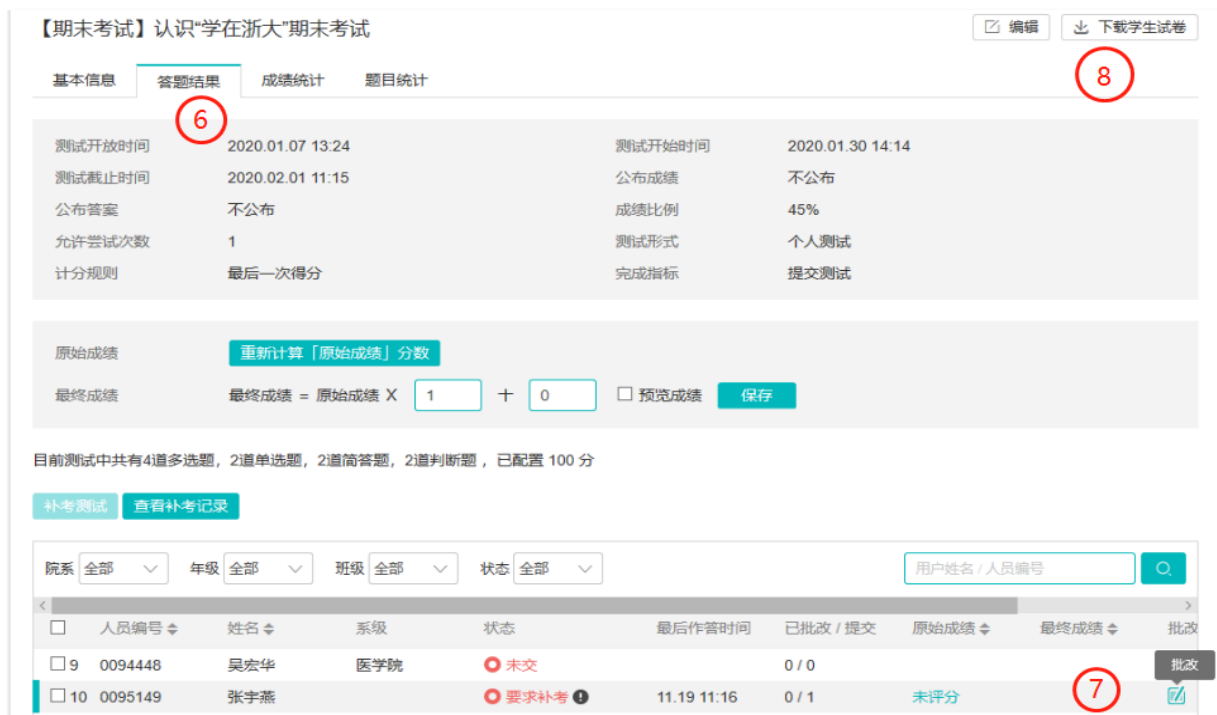 【期末考试】认识“学在浙大”期末考试 编辑 下载学生试卷
8
基本信息 答题结果 成绩统计 题目统计
6
测试开放时间 2020.01.07 13:24 测试开始时间 2020.01.30 14:14
测试截止时间 2020.02.01 11:15 公布成绩 不公布
公布答案 不公布 成绩比例 45%
允许尝试次数 1 测试形式 个人测试
计分规则 最后一次得分 完成指标 提交测试
原始成绩 重新计算「原始成绩」分数
最终成绩 最终成绩 = 原始成绩 X 1 + 0 预览成绩 保存
目前测试中共有4道多选题，2道单选题，2道简答题，2道判断题 ，已配置 100 分
补考测试 查看补考记录
院系 全部 年级 全部 班级 全部 状态 全部 用户姓名 / 人员编号
人员编号 姓名 系级 状态 最后作答时间 已批改 / 提交 原始成绩 最终成绩 批改
9 0094448 吴宏华 医学院 未交 0 / 0 批改
10 0095149 张宇燕 要求补考 11.19 11:16 0 / 1 未评分 7